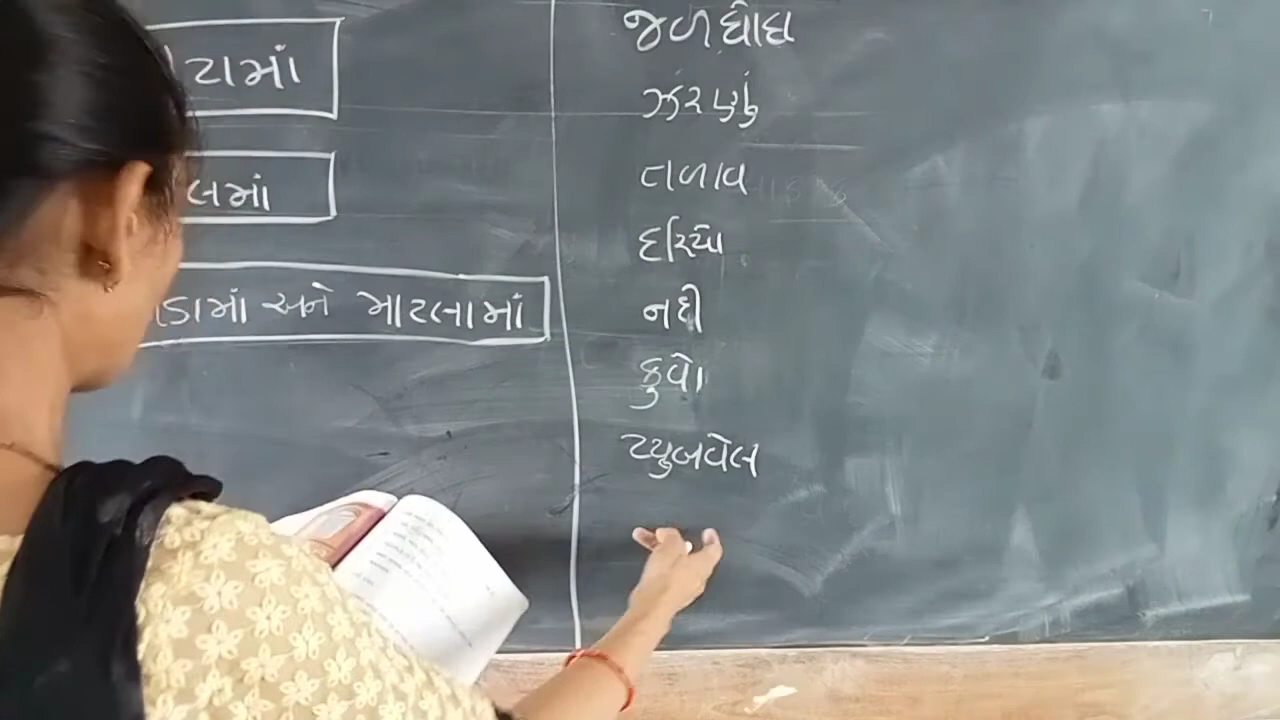 ટામાં
લમાં
ડામાં અને માટલામાં
જળધોધ
ઝરણું
તળાવ
દરિયો
નદી
કુવો
ટ્યુબવેલ